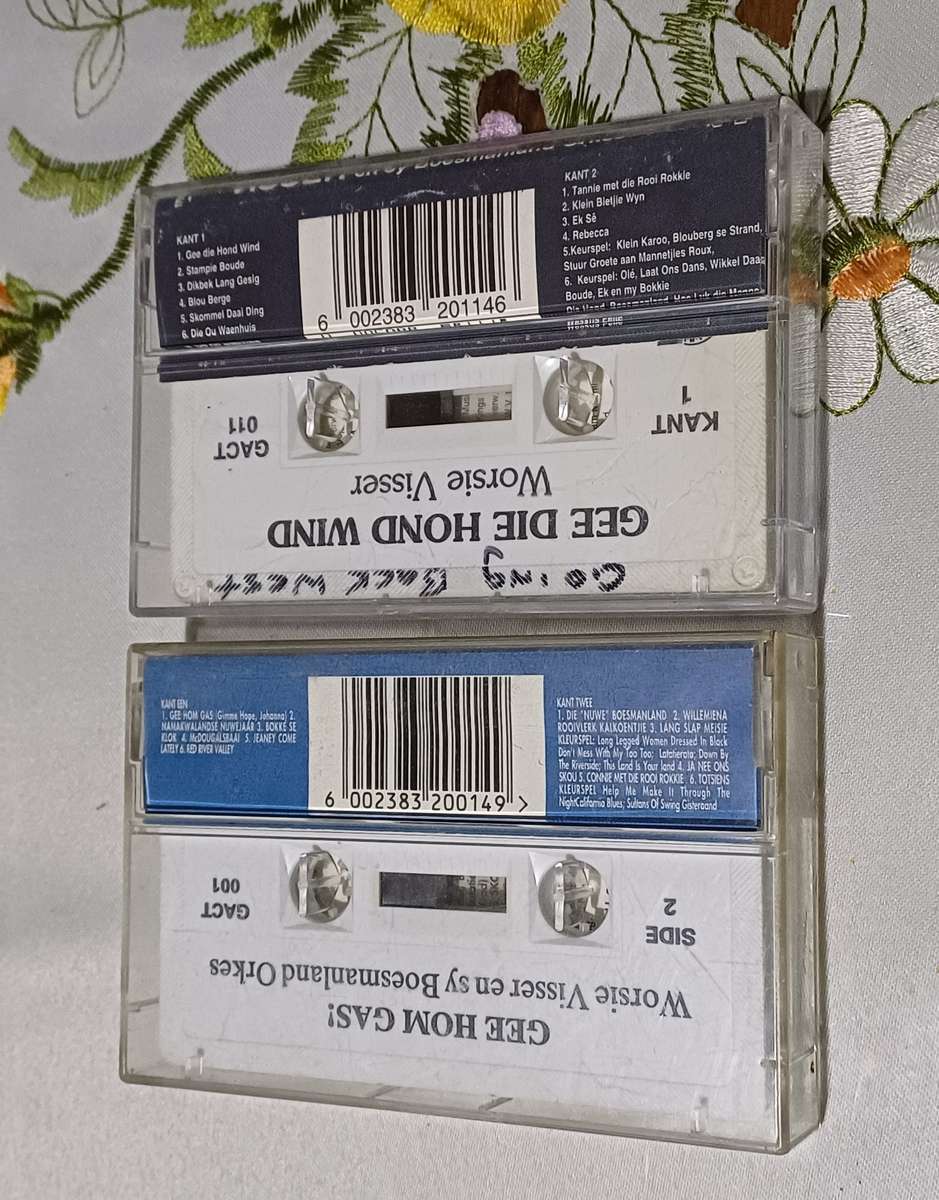 en sy Boesmanland
KANT 1
1. Gee die Hond Wind
2. Stampie Boude
3. Dikbek Lang Gesig
4. Blou Berge
5. Skommel Daai Ding
6. Die Ou Waenhuis
6 002383 201146
KANT 2
1. Tannie met die Rooi Rokkie
2. Klein Bietjie Wyn
3. Ek Sê
4. Rebecca
5.Keurspel: Klein Karoo, Blouberg se Strand,
Stuur Groete aan Mannetjies Roux,
6. Keurspel: Olé, Laat Ons Dans, Wikkel Daai
Boude, Ek en my Bokkie
Going Back West
GEE DIE HOND WIND
Worsie Visser
KANT
1
GACT
011
KANT EEN
1. GEE HOM GAS (Gimme Hope, Johanna) 2.
NAMAKWALANDSE NUWEJAAR 3. BOKKE SE
KLOK 4. McDOUGALSBAAI 5. JEANEY COME
LATELY 6. RED RIVER VALLEY
6 002383 200149 >
KANT TWEE
1. DIE "NUWE" BOESMANLAND 2. WILLEMIENA
ROOIVLERK KALKOENTJIE 3. LANG SLAP MEISIE
KLEURSPEL: Long Legged Women Dressed In Black
Don't Mess With My Too Too; Lataherata; Down By
The Riverside; This Land Is Your land 4. JA NEE ONS
SKOU 5. CONNIE MET DIE ROOI ROKKIE. 6. TOTSIENS
KLEURSPEL Help Me Make It Through The
NightCalifornia Blues; Sultans Of Swing Gisteraand
GEE HOM GAS!
Worsie Visser en sy Boesmanland Orkes
SIDE
2
GACT
001